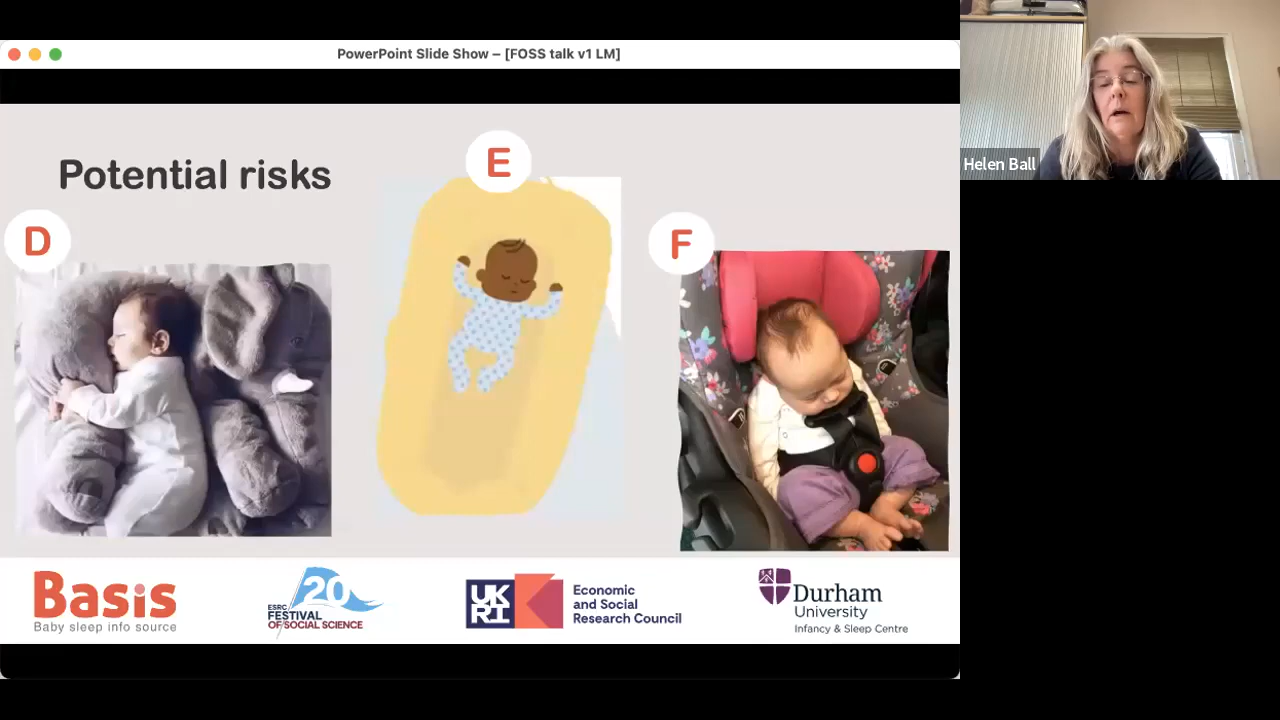 PowerPoint Slide Show – [FOSS talk v1 LM]
Helen Ball
Potential risks
D
E
F
Basis
Baby sleep info source
20
ESRC
FESTIVAL
OF SOCIAL SCIENCE
UK
RI
Economic
and Social
Research Council
Durham
University
Infancy & Sleep Centre